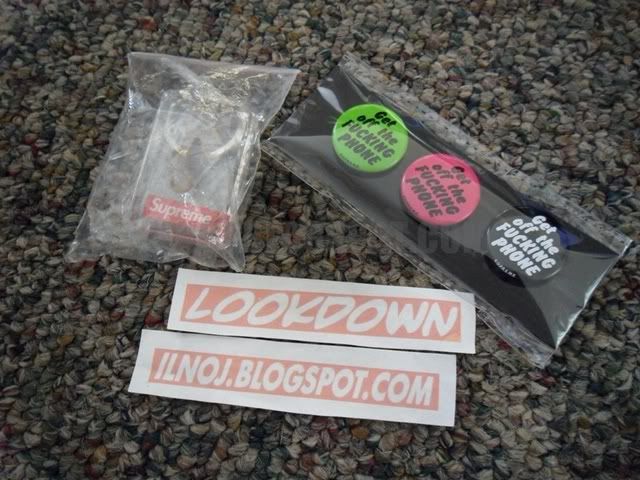 Supreme
Get
off the
FUCKING
PHONE
Get
off the
FUCKING
PHONE
Get
off the
FUCKING
PHONE
LOOKDOWN
JLNOJ.BLOGSPOT.COM